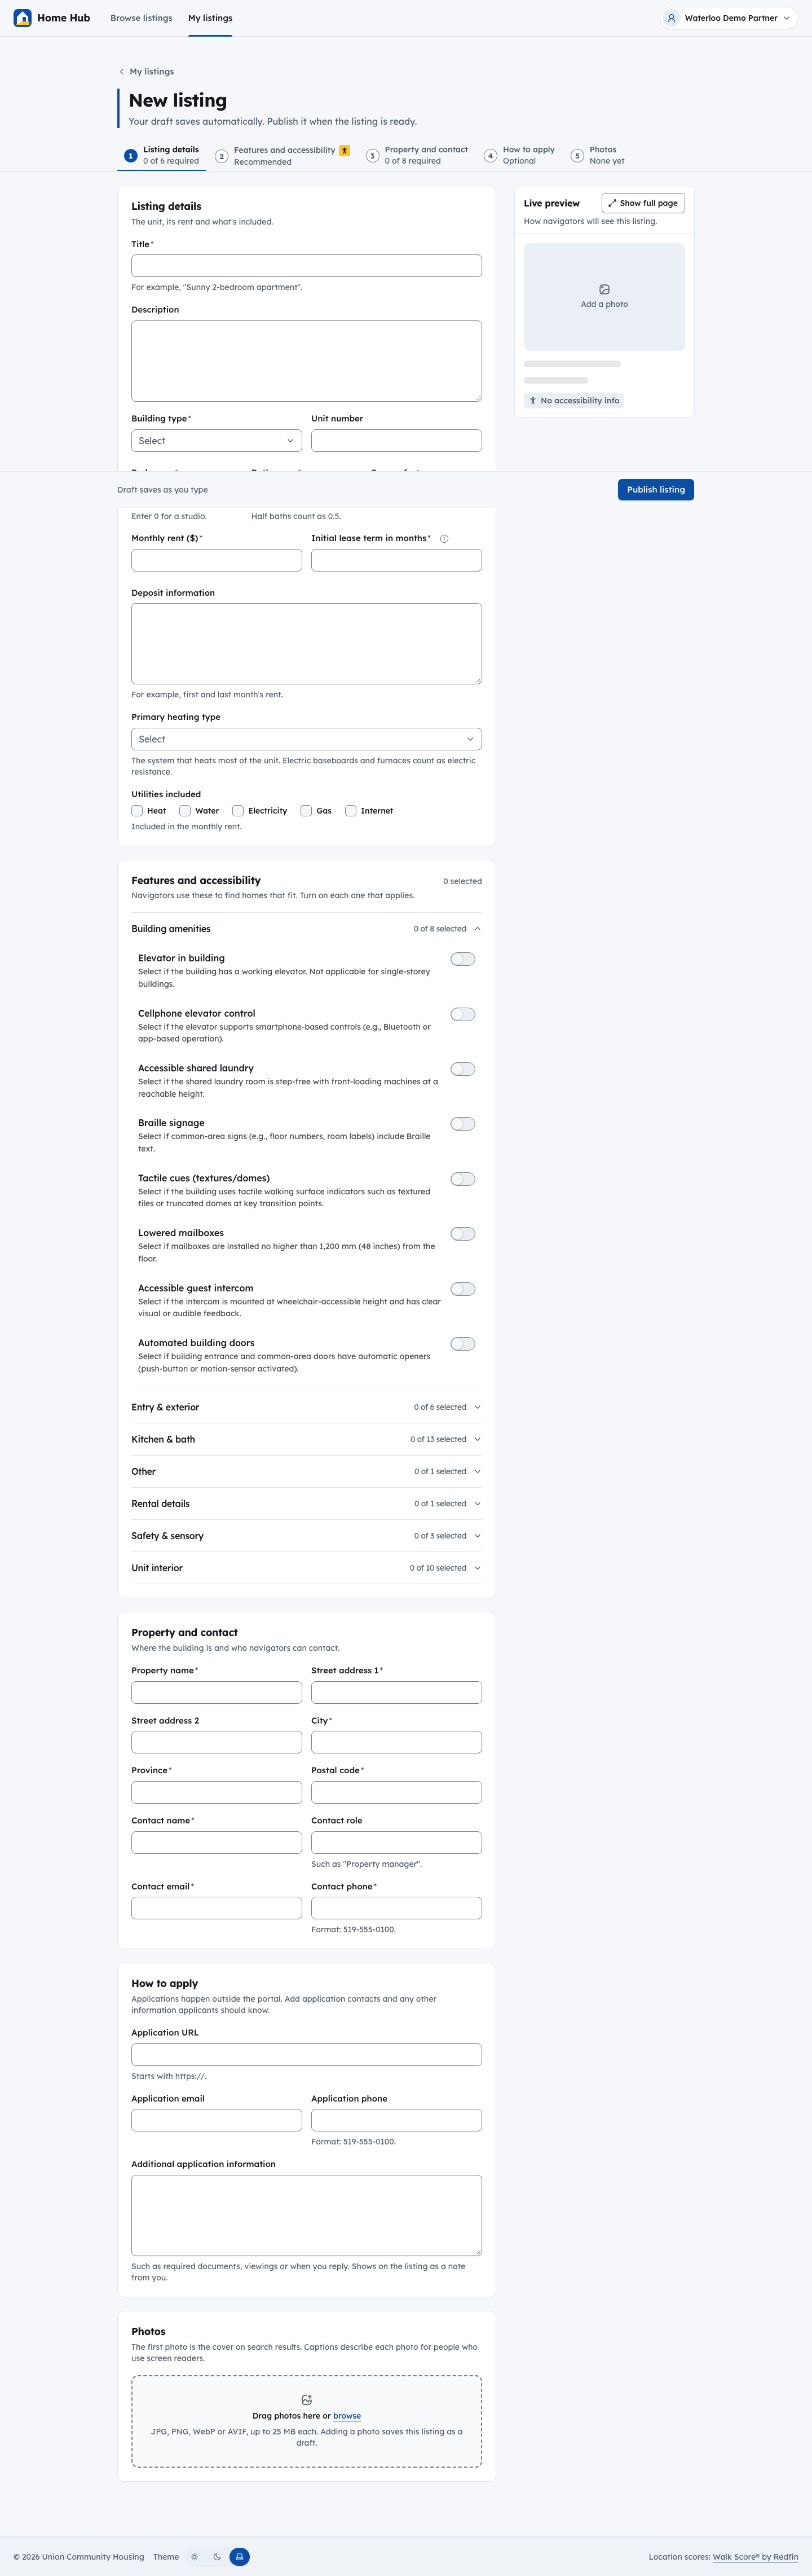 Home Hub
Browse listings
My listings
Waterloo Demo Partner
My listings
New listing
Your draft saves automatically. Publish it when the listing is ready.
1
Listing details
0 of 6 required
2
Features and accessibility
Recommended
3
Property and contact
0 of 8 required
4
How to apply
Optional
5
Photos
None yet
Listing details
The unit, its rent and what's included.
Title*
For example, "Sunny 2-bedroom apartment".
Description
Building type*
Unit number
Select
Live preview
Show full page
How navigators will see this listing.
Add a photo
No accessibility info
Draft saves as you type
Publish listing
Enter 0 for a studio.
Half baths count as 0.5.
Monthly rent ($)*
Initial lease term in months*
Deposit information
For example, first and last month's rent.
Primary heating type
Select
The system that heats most of the unit. Electric baseboards and furnaces count as electric
resistance.
Utilities included
Heat
Water
Electricity
Gas
Internet
Included in the monthly rent.
Features and accessibility
0 selected
Navigators use these to find homes that fit. Turn on each one that applies.
Building amenities
0 of 8 selected
Elevator in building
Select if the building has a working elevator. Not applicable for single-storey
buildings.
Cellphone elevator control
Select if the elevator supports smartphone-based controls (e.g., Bluetooth or
app-based operation).
Accessible shared laundry
Select if the shared laundry room is step-free with front-loading machines at a
reachable height.
Braille signage
Select if common-area signs (e.g., floor numbers, room labels) include Braille
text.
Tactile cues (textures/domes)
Select if the building uses tactile walking surface indicators such as textured
tiles or truncated domes at key transition points.
Lowered mailboxes
Select if mailboxes are installed no higher than 1,200 mm (48 inches) from the
floor.
Accessible guest intercom
Select if the intercom is mounted at wheelchair-accessible height and has clear
visual or audible feedback.
Automated building doors
Select if building entrance and common-area doors have automatic openers
(push-button or motion-sensor activated).
Entry & exterior
0 of 6 selected
Kitchen & bath
0 of 13 selected
Other
0 of 1 selected
Rental details
0 of 1 selected
Safety & sensory
0 of 3 selected
Unit interior
0 of 10 selected
Property and contact
Where the building is and who navigators can contact.
Property name*
Street address 1*
Street address 2
City*
Province*
Postal code*
Contact name*
Contact role
Such as "Property manager".
Contact email*
Contact phone*
Format: 519-555-0100.
How to apply
Applications happen outside the portal. Add application contacts and any other
information applicants should know.
Application URL
Starts with https://.
Application email
Application phone
Format: 519-555-0100.
Additional application information
Such as required documents, viewings or when you reply. Shows on the listing as a note
from you.
Photos
The first photo is the cover on search results. Captions describe each photo for people who
use screen readers.
Drag photos here or browse
JPG, PNG, WebP or AVIF, up to 25 MB each. Adding a photo saves this listing as a
draft.
© 2026 Union Community Housing
Theme
Location scores: Walk Score® by Redfin